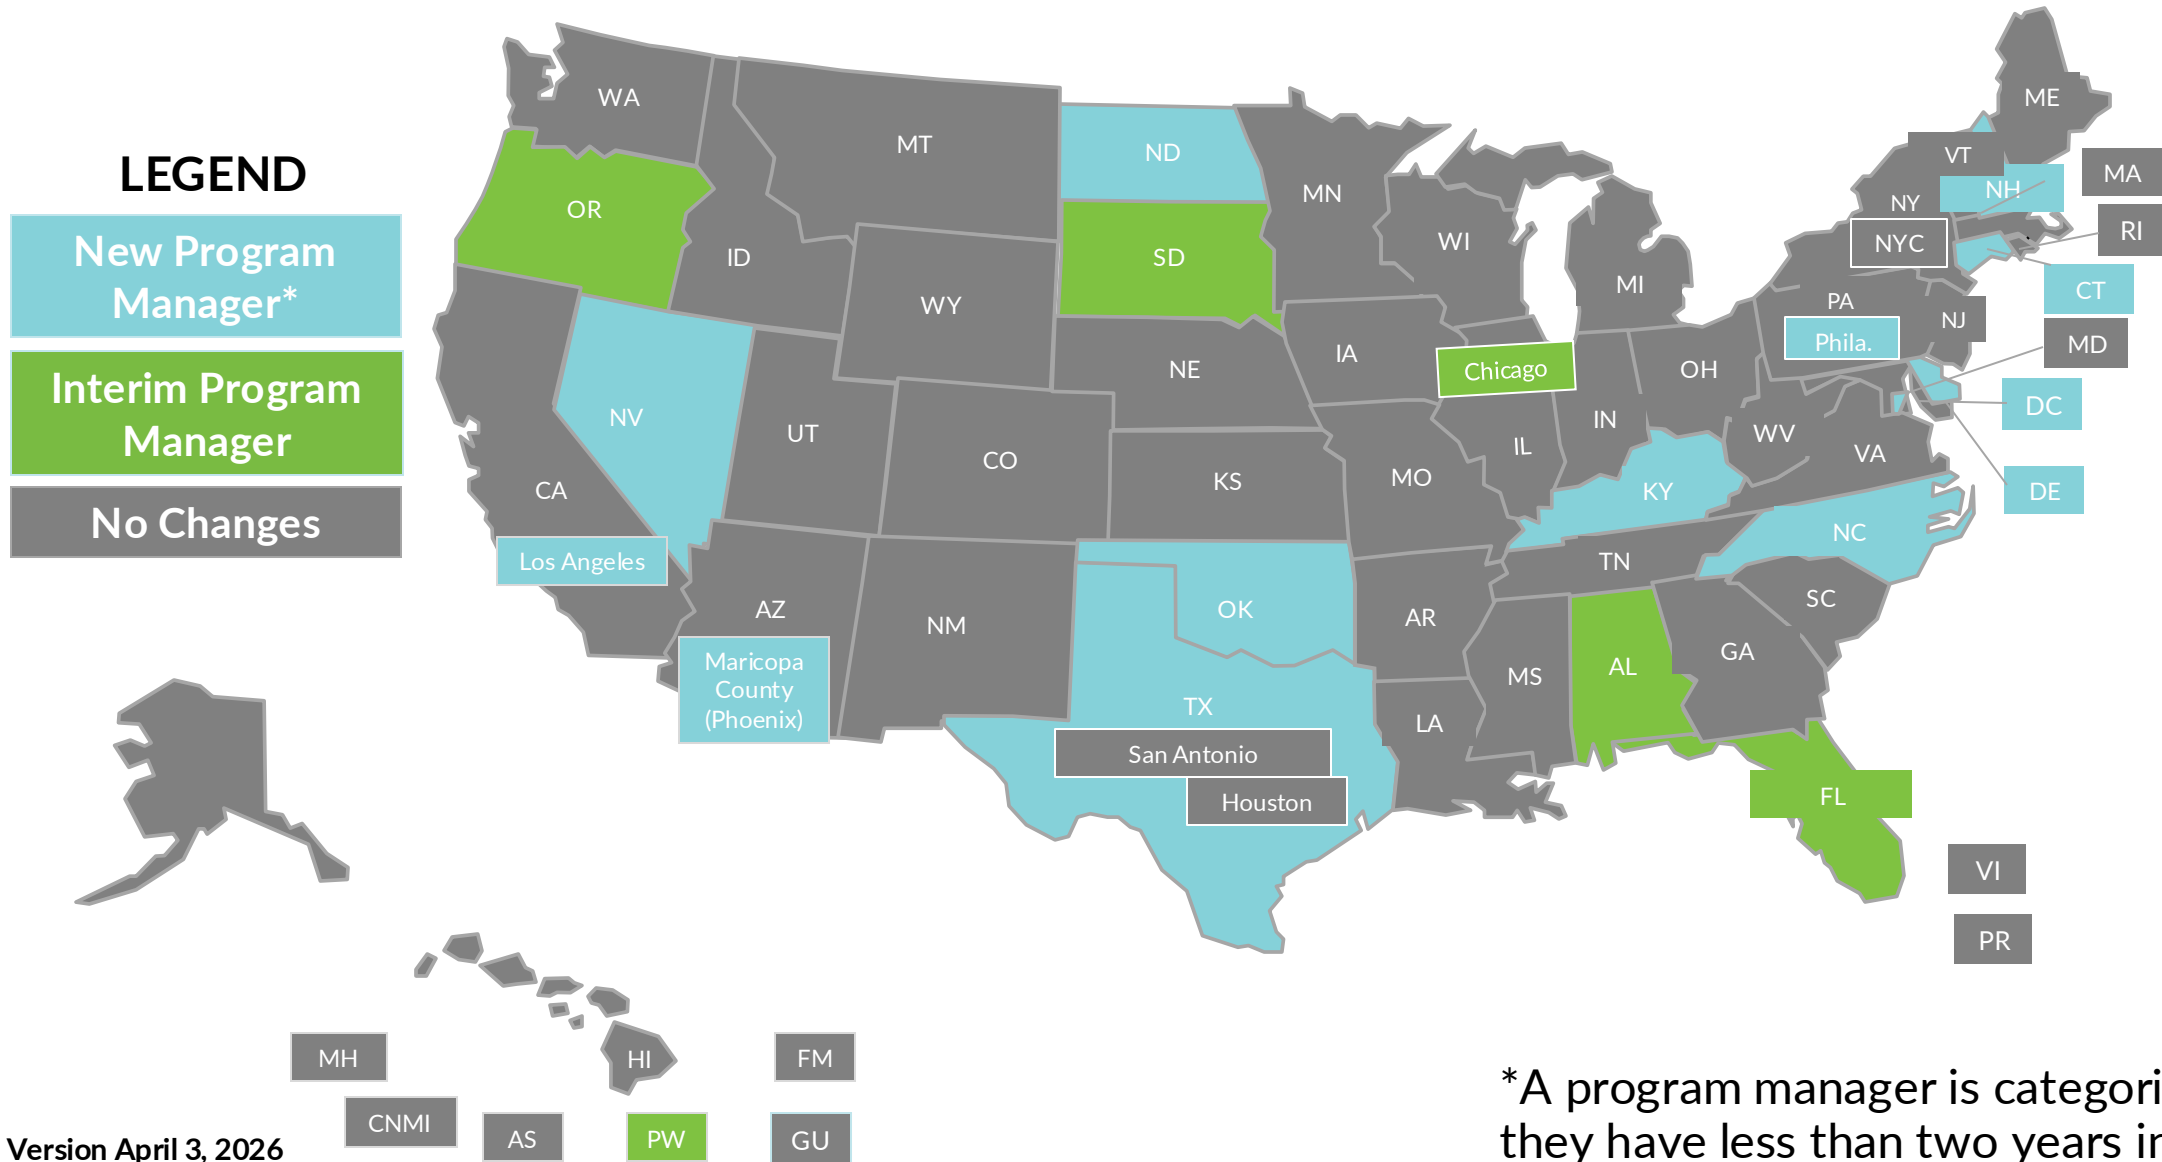 LEGEND
New Program
Manager*
Interim Program
Manager
No Changes
WA
MT
ND
MN
OR
ID
WY
SD
WI
MI
ME
VT
NH
MA
NY
NYC
RI
CT
PA
Phila.
NJ
MD
DC
DE
NV
UT
CO
NE
IA
Chicago
IL
IN
OH
WV
VA
KY
CA
Los Angeles
KS
MO
TN
NC
SC
AZ
Maricopa
County
(Phoenix)
NM
OK
AR
TX
San Antonio
Houston
LA
MS
AL
GA
FL
VI
PR
HI
MH
FM
CNMI
AS
PW
GU
Version April 3, 2026
*A program manager is categori
they have less than two years in